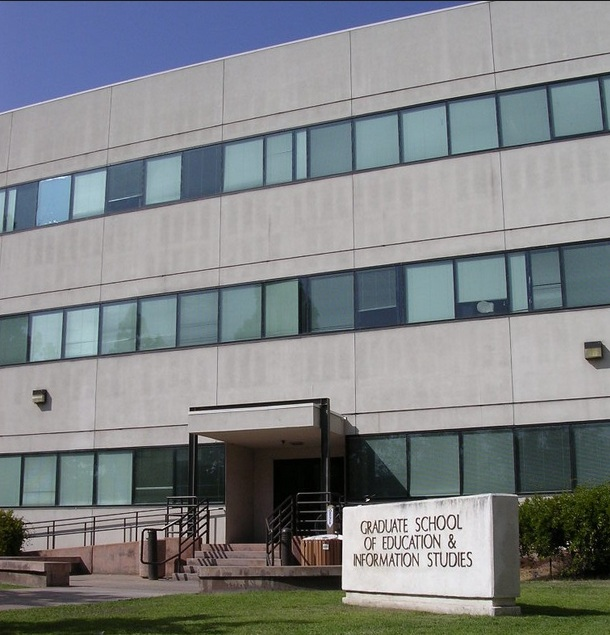 GRADUATE SCHOOL
OF EDUCATION &
INFORMATION STUDIES